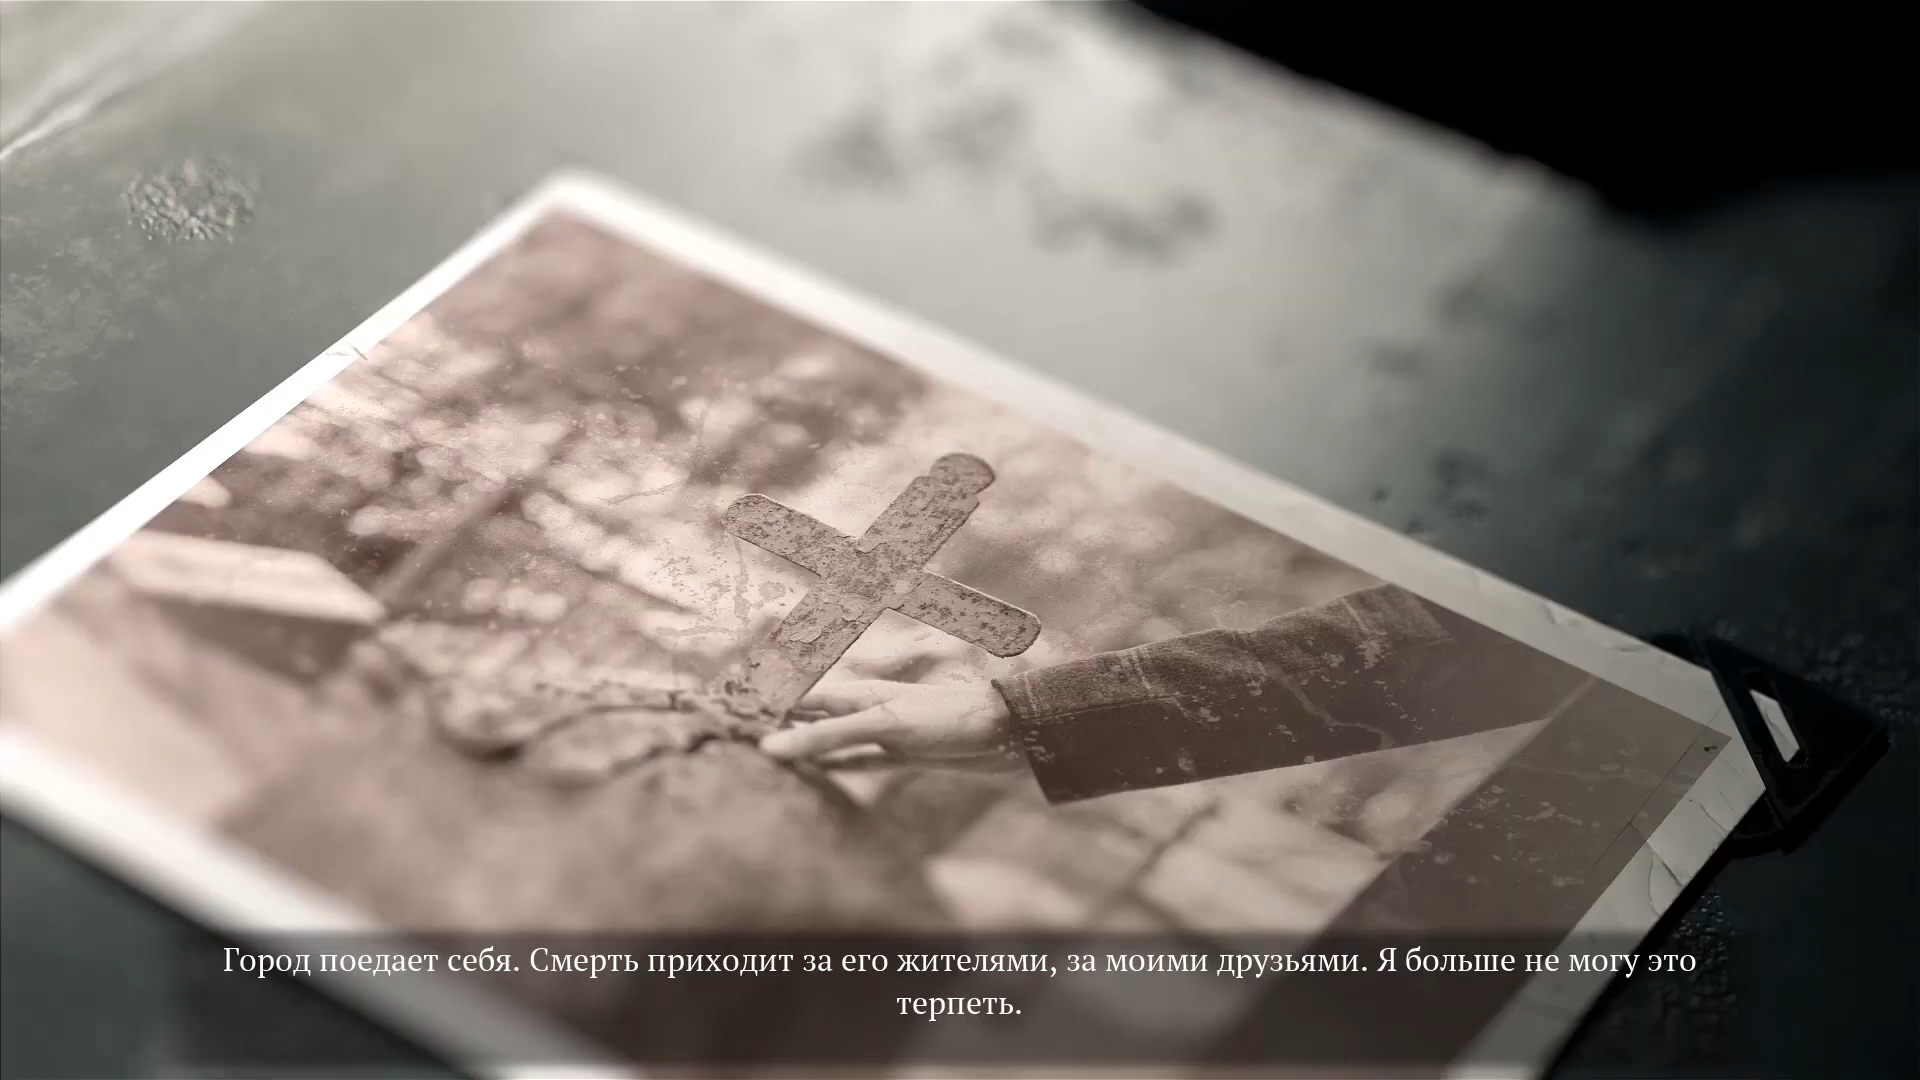 Город поедает себя. Смерть приходит за его жителями, за моими друзьями. Я больше не могу это
терпеть.